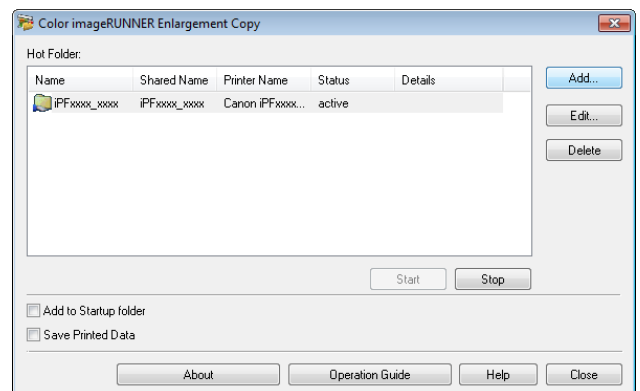 Color imageRUNNER Enlargement Copy
Hot Folder:
Name Shared Name Printer Name Status Details
iPFxxxx_xxxx iPFxxxx_xxxx Canon iPFxxxx... active
Add...
Edit...
Delete
Start Stop
Add to Startup folder
Save Printed Data
About Operation Guide Help Close